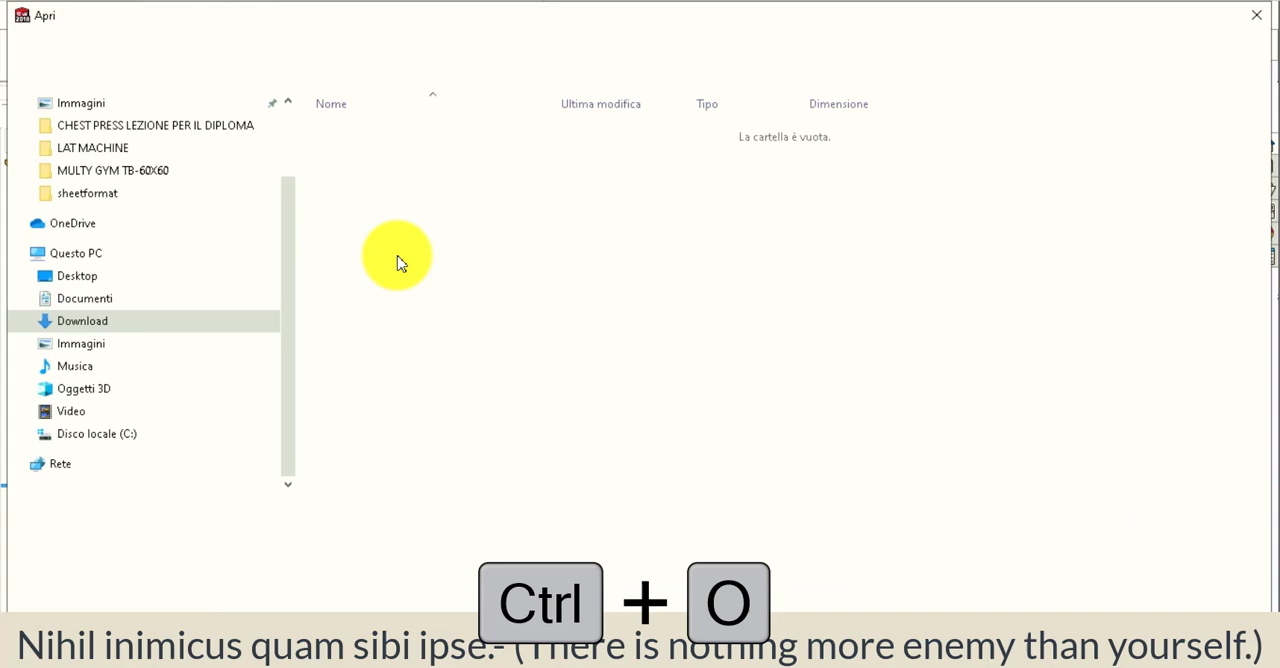 2018
Apri
Immagini
Nome
Ultima modifica
Tipo
Dimensione
CHEST PRESS LEZIONE PER IL DIPLOMA
La cartella è vuota.
LAT MACHINE
MULTY GYM TB-60X60
sheetformat
OneDrive
Questo PC
Desktop
Documenti
Download
Immagini
Musica
Oggetti 3D
Video
Disco locale (C:)
Rete
Ctrl + O
Nihil inimicus quam sibi ipse.- (There is nothing more enemy than yourself.)